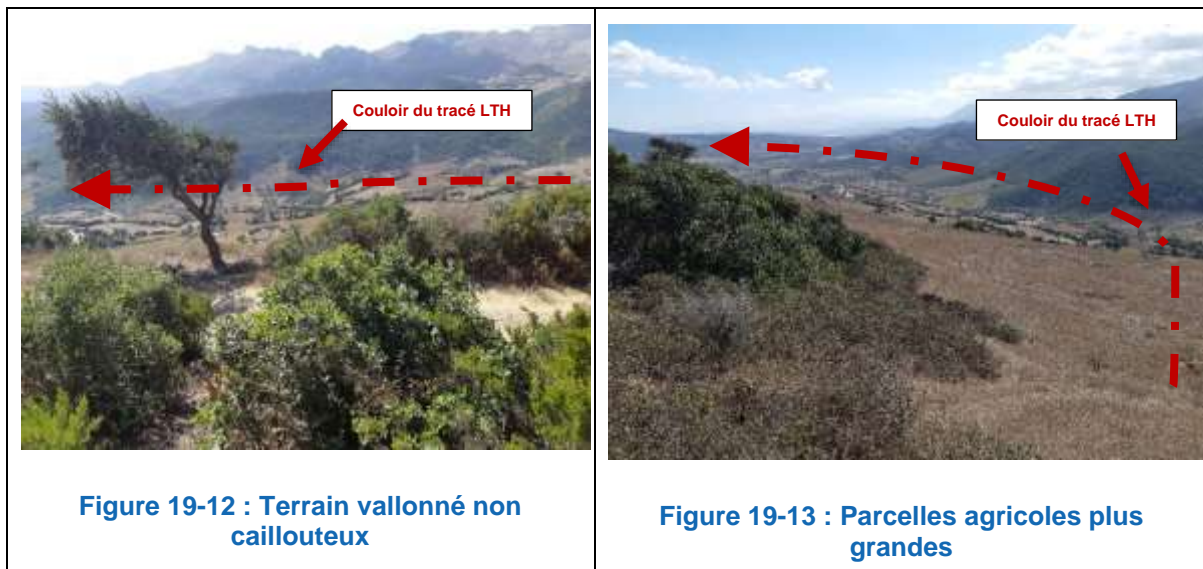 Couloir du tracé LTH
Figure 19-12 : Terrain vallonné non
caillouteux
Couloir du tracé LTH
Figure 19-13 : Parcelles agricoles plus
grandes